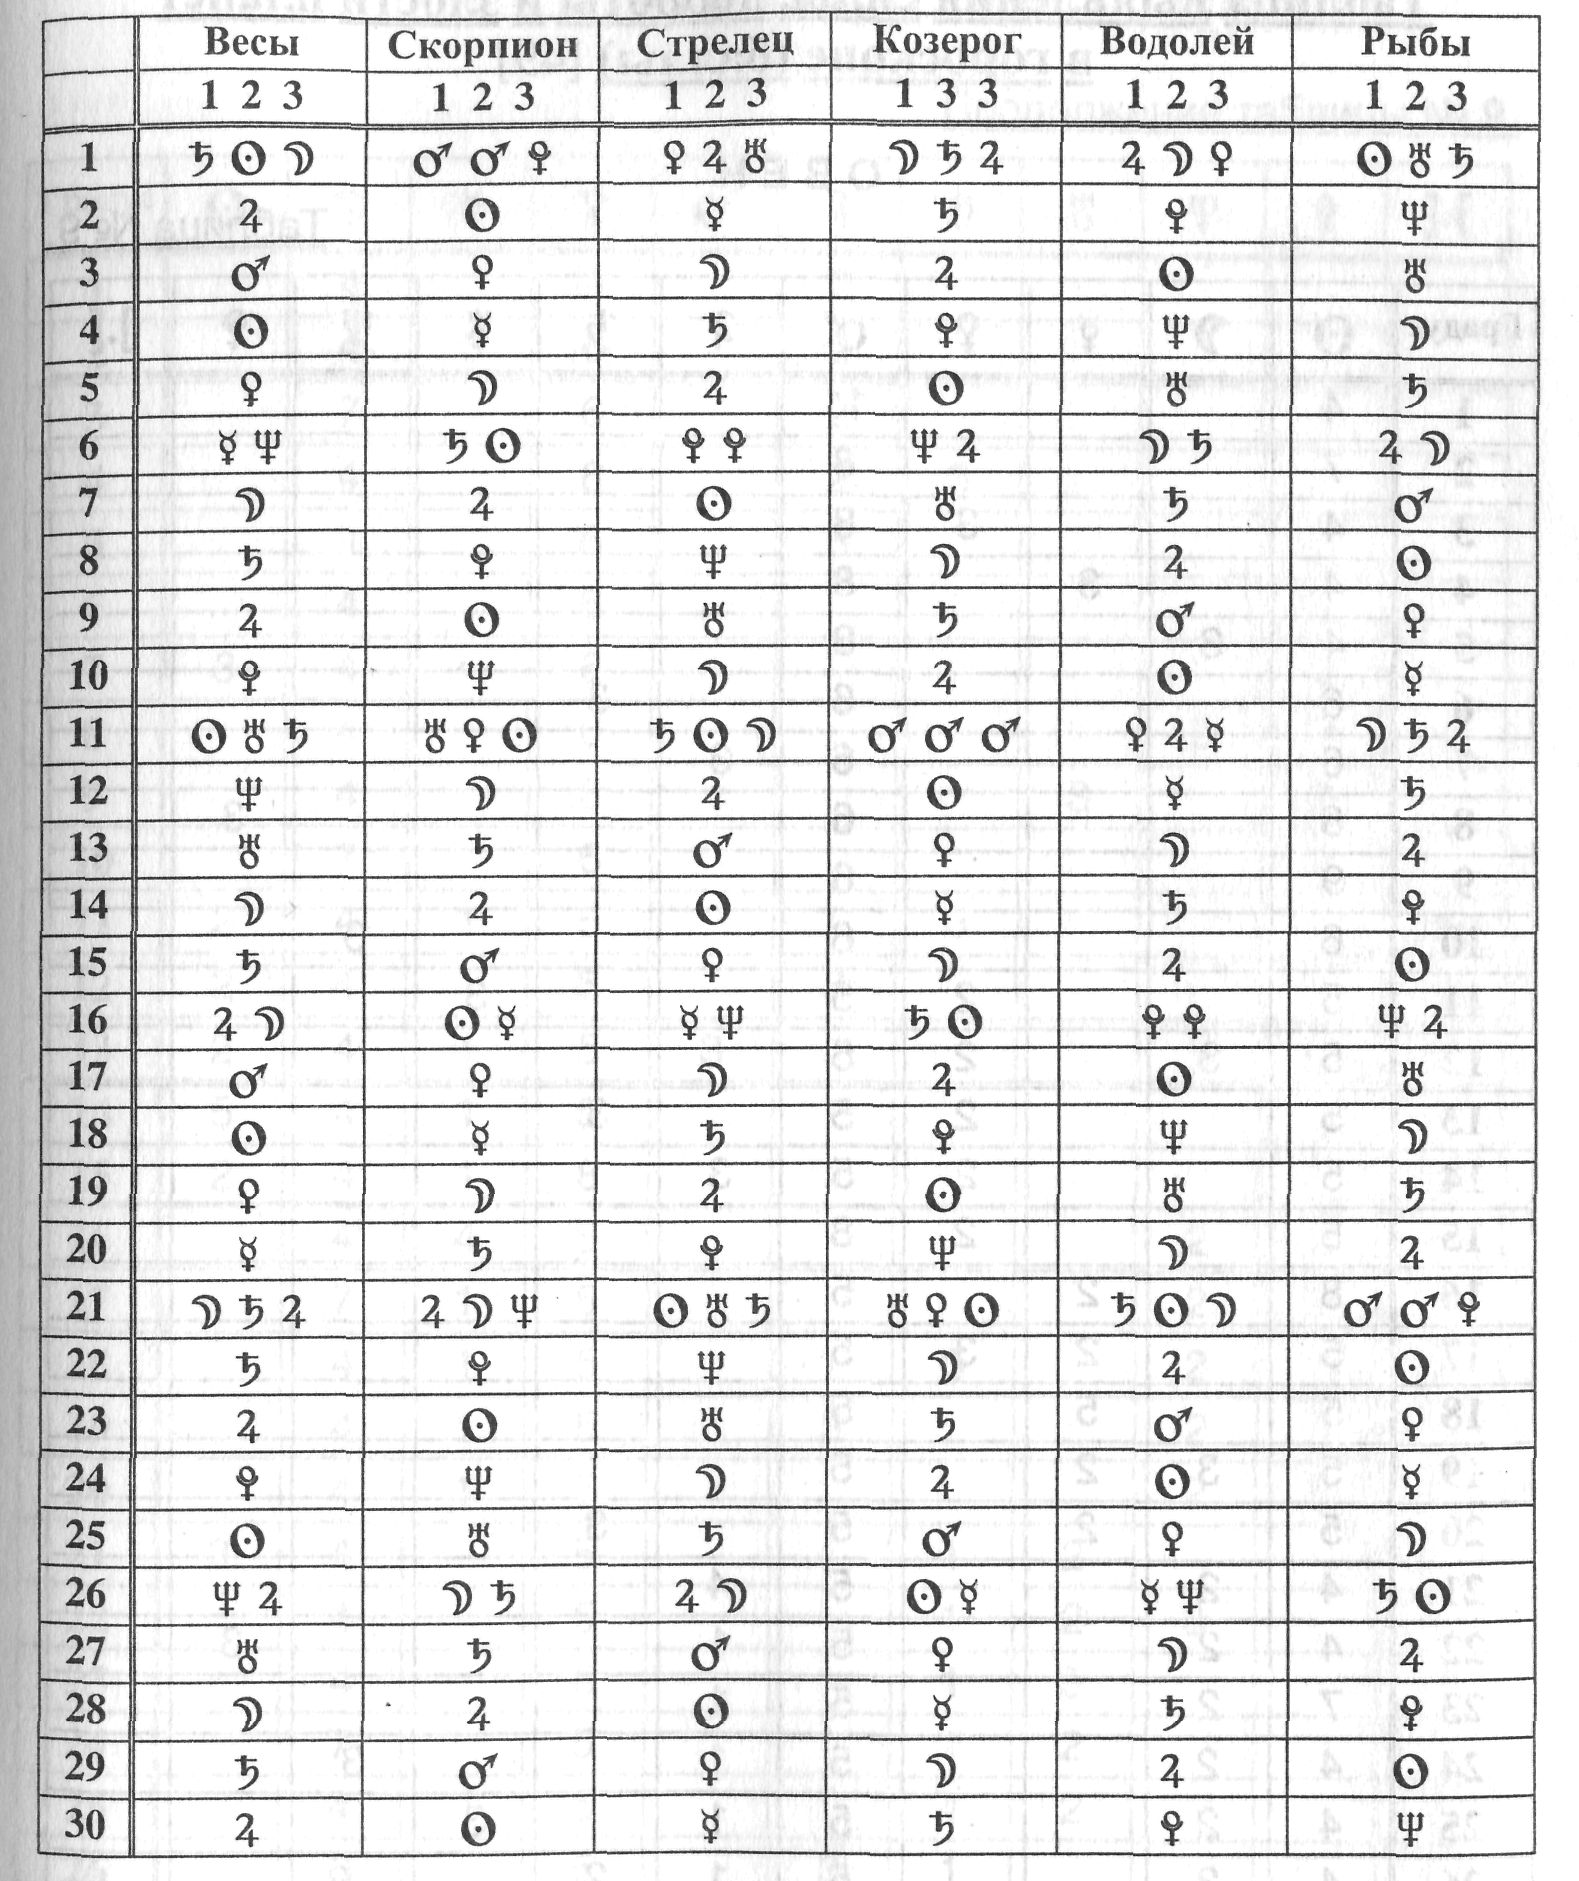 Весы Скорпион Стрелец Козерог Водолей Рыбы
1 2 3 1 2 3 1 2 3 1 3 3 1 2 3 1 2 3
1 ♄ ☉ ☽ ♂ ♂ ♀ ♀ ♃ ♅ ☽ ♄ ♃ ♃ ☽ ♀ ☉ ♅ ♄
2 ♃ ☉ ☿ ♄ ♇ ♆
3 ♂ ♀ ☽ ♃ ☉ ♅
4 ☉ ☿ ♄ ♇ ♆ ☽
5 ♀ ☽ ♃ ☉ ♅ ♄
6 ☿ ♆ ♄ ☉ ♇ ♇ ♆ ♃ ☽ ♄ ♃ ☽
7 ☽ ♃ ☉ ♅ ♄ ♂
8 ♄ ♇ ♆ ☽ ♃ ☉
9 ♃ ☉ ♅ ♄ ♂ ♀
10 ♇ ♆ ☽ ♃ ☉ ☿
11 ☉ ♅ ♄ ♅ ♀ ☉ ♄ ☉ ☽ ♂ ♂ ♂ ♀ ♃ ☿ ☽ ♄ ♃
12 ♆ ☽ ♃ ☉ ☿ ♄
13 ♅ ♄ ♂ ♀ ☽ ♃
14 ☽ ♃ ☉ ☿ ♄ ♇
15 ♄ ♂ ♀ ☽ ♃ ☉
16 ♃ ☽ ☉ ☿ ☿ ♆ ♄ ☉ ♇ ♇ ♆ ♃
17 ♂ ♀ ☽ ♃ ☉ ♅
18 ☉ ☿ ♄ ♇ ♆ ☽
19 ♀ ☽ ♃ ☉ ♅ ♄
20 ☿ ♄ ♇ ♆ ☽ ♃
21 ☽ ♄ ♃ ♃ ☽ ♆ ☉ ♅ ♄ ♅ ♀ ☉ ♄ ☉ ☽ ♂ ♂ ♇
22 ♄ ♇ ♆ ☽ ♃ ☉
23 ♃ ☉ ♅ ♄ ♂ ♀
24 ♇ ♆ ☽ ♃ ☉ ☿
25 ☉ ♅ ♄ ♂ ♀ ☽
26 ♆ ♃ ☽ ♄ ♃ ☽ ☉ ☿ ☿ ♆ ♄ ☉
27 ♅ ♄ ♂ ♀ ☽ ♃
28 ☽ ♃ ☉ ☿ ♄ ♇
29 ♄ ♂ ♀ ☽ ♃ ☉
30 ♃ ☉ ☿ ♄ ♇ ♆